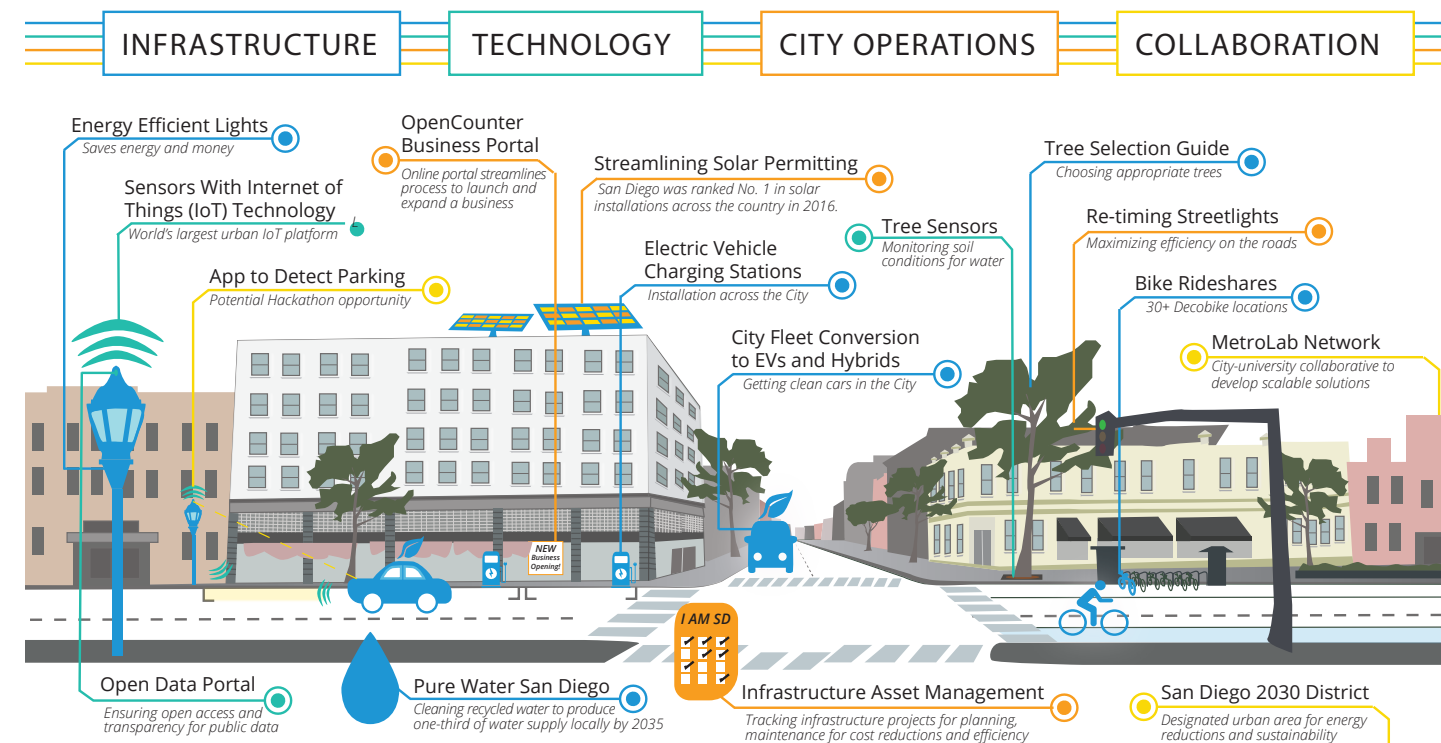 INFRASTRUCTURE
TECHNOLOGY
CITY OPERATIONS
COLLABORATION
Energy Efficient Lights
Saves energy and money
Sensors With Internet of
Things (IoT) Technology
World's largest urban IoT platform
App to Detect Parking
Potential Hackathon opportunity
OpenCounter
Business Portal
Online portal streamlines
process to launch and
expand a business
Streamlining Solar Permitting
San Diego was ranked No. 1 in solar
installations across the country in 2016.
Electric Vehicle
Charging Stations
Installation across the City
City Fleet Conversion
to EVs and Hybrids
Getting clean cars in the City
Tree Sensors
Monitoring soil
conditions for water
Tree Selection Guide
Choosing appropriate trees
Re-timing Streetlights
Maximizing efficiency on the roads
Bike Rideshares
30+ Decobike locations
MetroLab Network
City-university collaborative to
develop scalable solutions
NEW
Business
Opening!
I AM SD
Open Data Portal
Ensuring open access and
transparency for public data
Pure Water San Diego
Cleaning recycled water to produce
one-third of water supply locally by 2035
Infrastructure Asset Management
Tracking infrastructure projects for planning,
maintenance for cost reductions and efficiency
San Diego 2030 District
Designated urban area for energy
reductions and sustainability